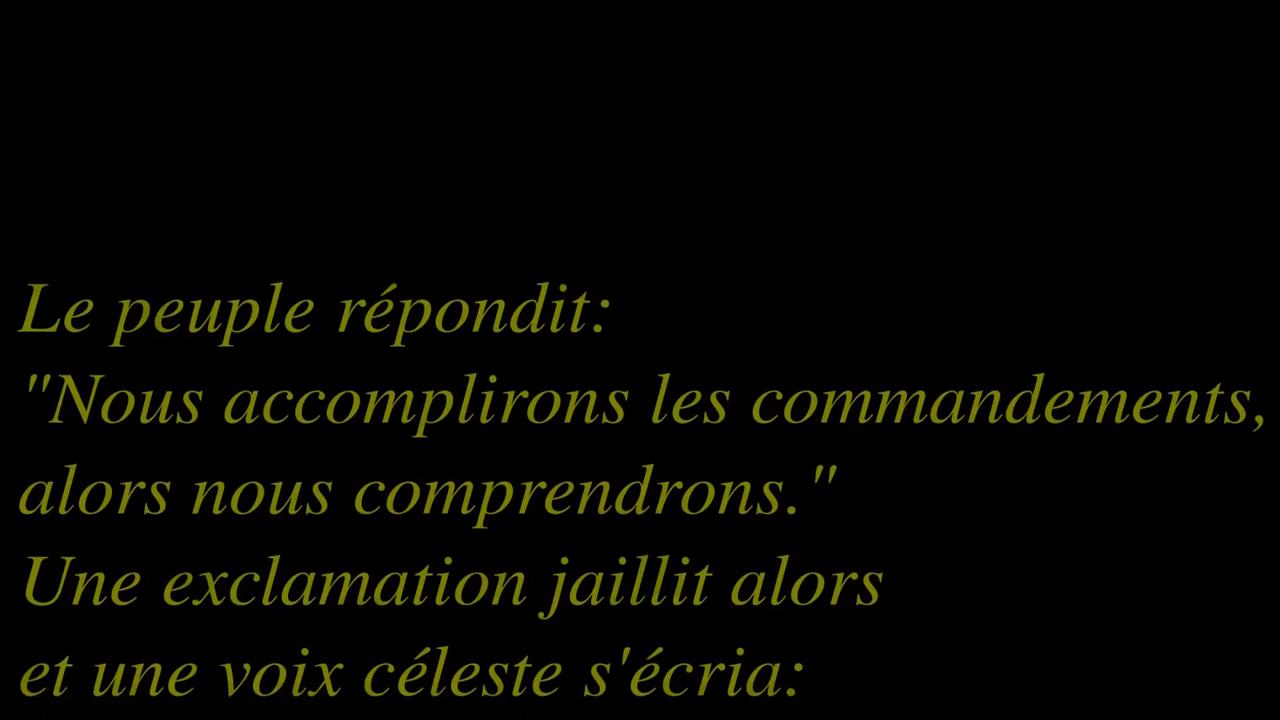 Le peuple répondit:
"Nous accomplirons les commandements,
alors nous comprendrons."
Une exclamation jaillit alors
et une voix céleste s'écria: